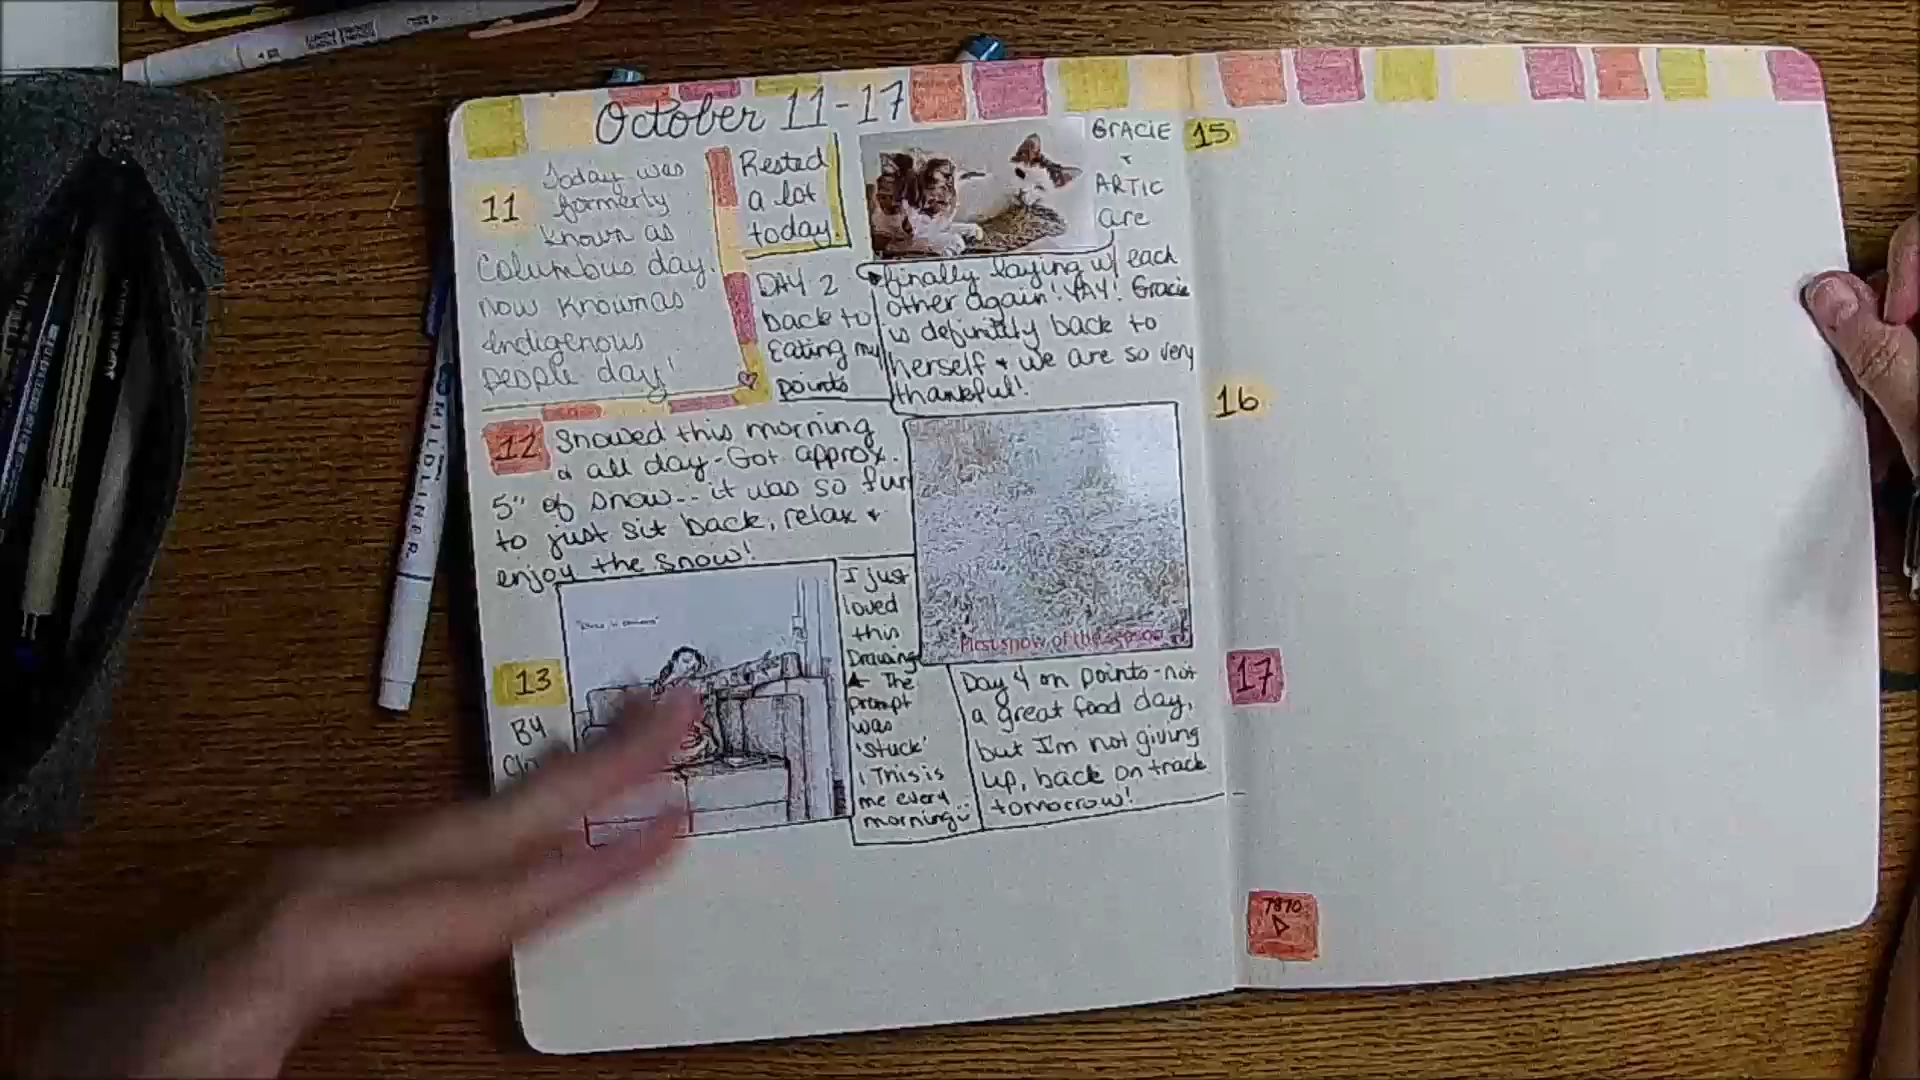 October 11-17
11
Today was
formerly
known as
Columbus day.
now known as
Indigenous
people day!
Rested
a lot
today.
DAY 2
back to
Eating my
points
GRACIE
+
ARTIC
are
finally laying w/ each
other again! YAY! Gracie
is definitly back to
herself + we are so very
thankful!
12
Snowed this morning
& all day-Got approx.
5" of snow-- it was so fun
to just sit back, relax +
enjoy the snow!
First snow of the season
13
By
I just
loved
this
Drawing
The
prompt
was
'stuck'
This is
me every
morning
Day 4 on points-not
a great food day,
but I'm not giving
up, back on track
tomorrow!
15
16
17
7870
MILDLINER